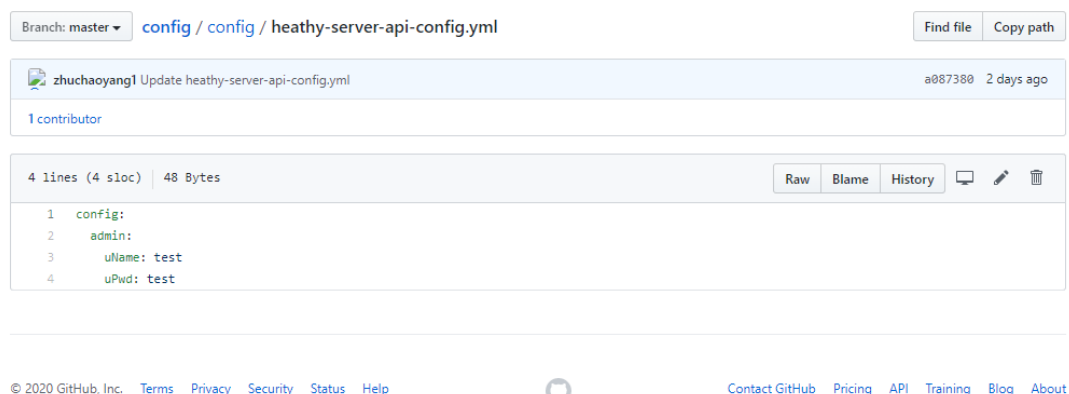 Branch: master config / config / heathy-server-api-config.yml Find file Copy path
zhuchaoyang1 Update heathy-server-api-config.yml a087380 2 days ago
1 contributor
4 lines (4 sloc) 48 Bytes Raw Blame History
1 config:
2 admin:
3 uName: test
4 uPwd: test
© 2020 GitHub, Inc. Terms Privacy Security Status Help Contact GitHub Pricing API Training Blog About